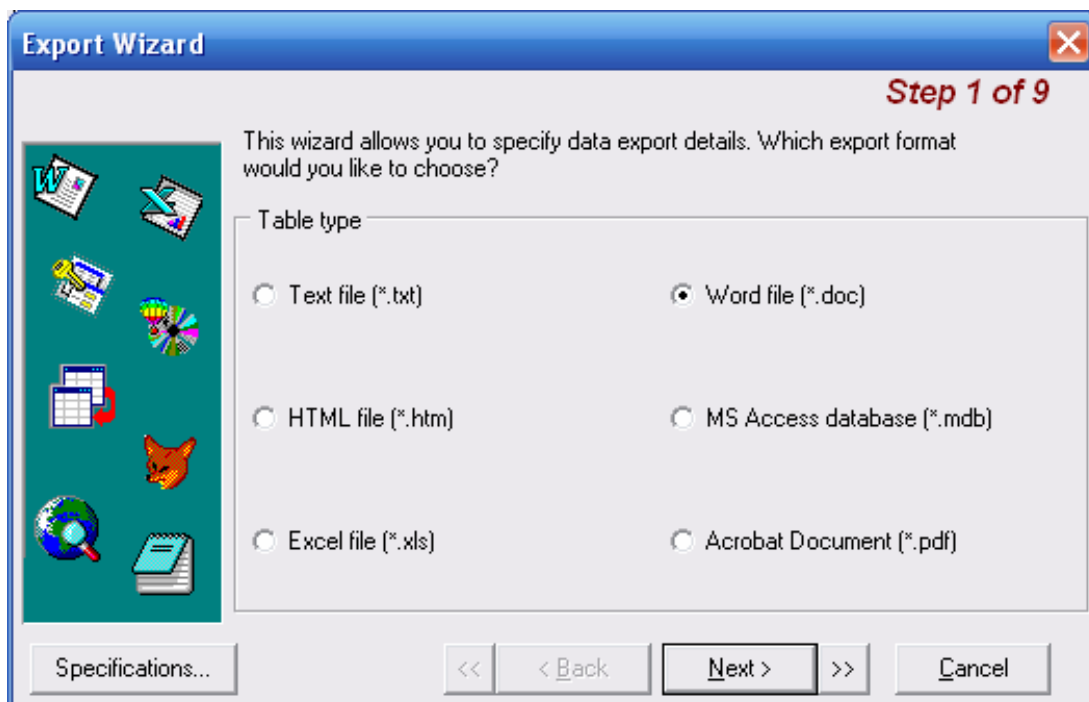 Export Wizard
Step 1 of 9
This wizard allows you to specify data export details. Which export format
would you like to choose?
Table type
Text file (*.txt)
Word file (*.doc)
HTML file (*.htm)
MS Access database (*.mdb)
Excel file (*.xls)
Acrobat Document (*.pdf)
Specifications...
<<
< Back
Next >
>>
Cancel